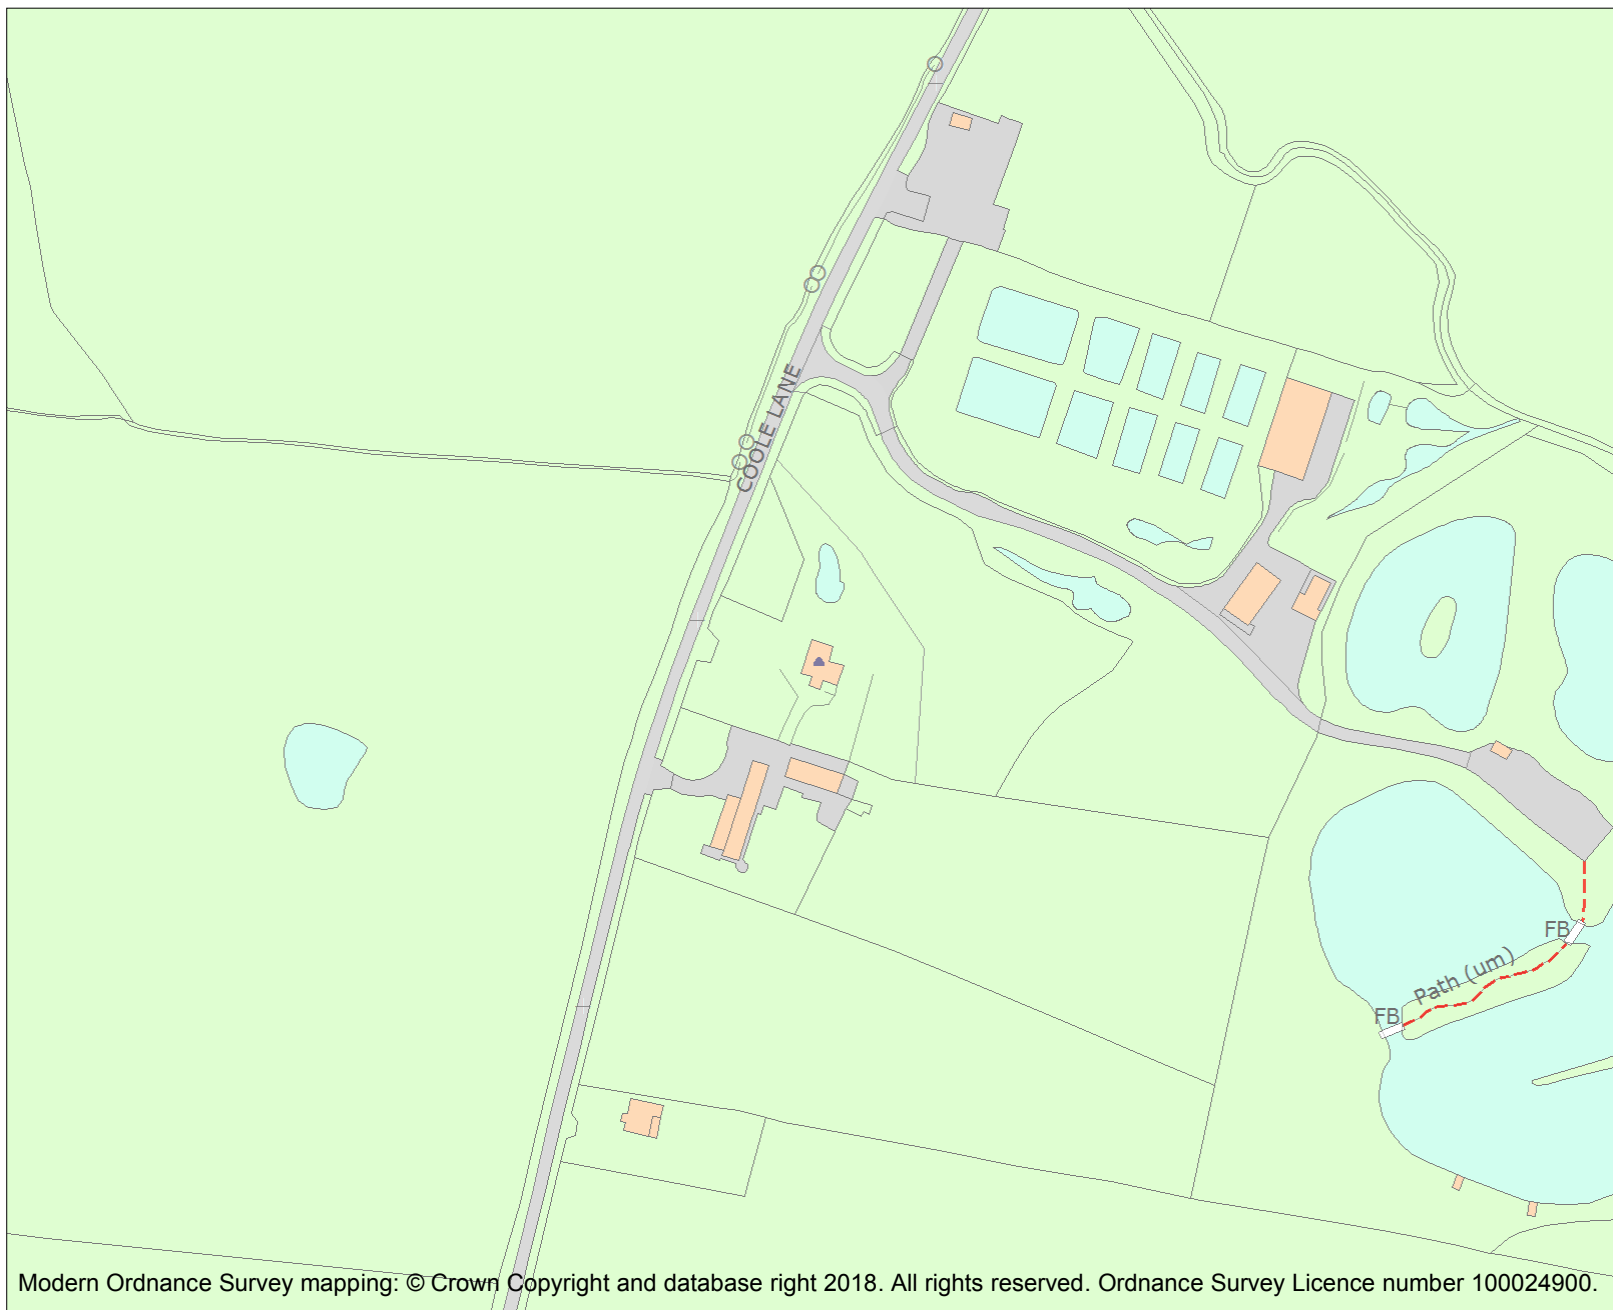 COOLE LANE
FB
Path (um)
FB
Modern Ordnance Survey mapping: © Crown Copyright and database right 2018. All rights reserved. Ordnance Survey Licence number 100024900.